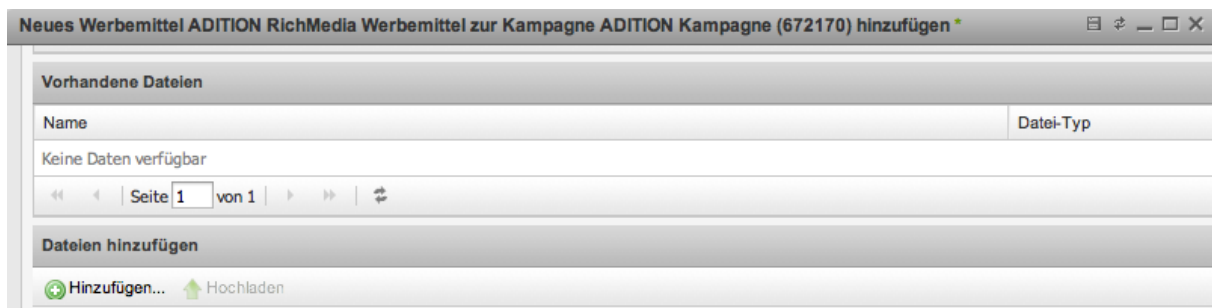 Neues Werbemittel ADITION RichMedia Werbemittel zur Kampagne ADITION Kampagne (672170) hinzufügen *
Vorhandene Dateien
Name Datei-Typ
Keine Daten verfügbar
Seite 1 von 1
Dateien hinzufügen
Hinzufügen... Hochladen